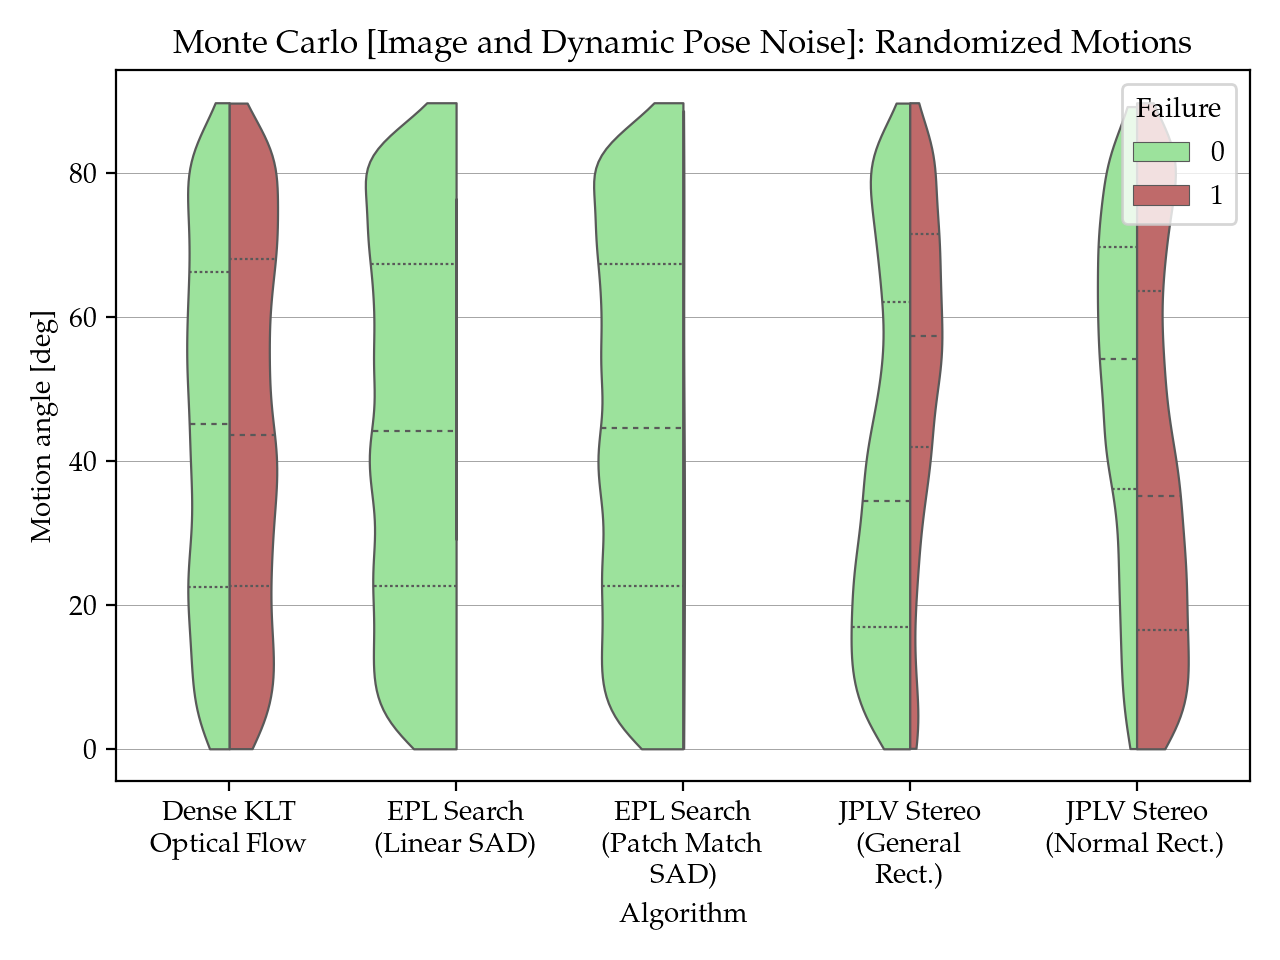 Monte Carlo [Image and Dynamic Pose Noise]: Randomized Motions
Failure
0
1
80
60
40
20
0
Motion angle [deg]
Dense KLT
Optical Flow
EPL Search
(Linear SAD)
EPL Search
(Patch Match
SAD)
JPLV Stereo
(General
Rect.)
JPLV Stereo
(Normal Rect.)
Algorithm